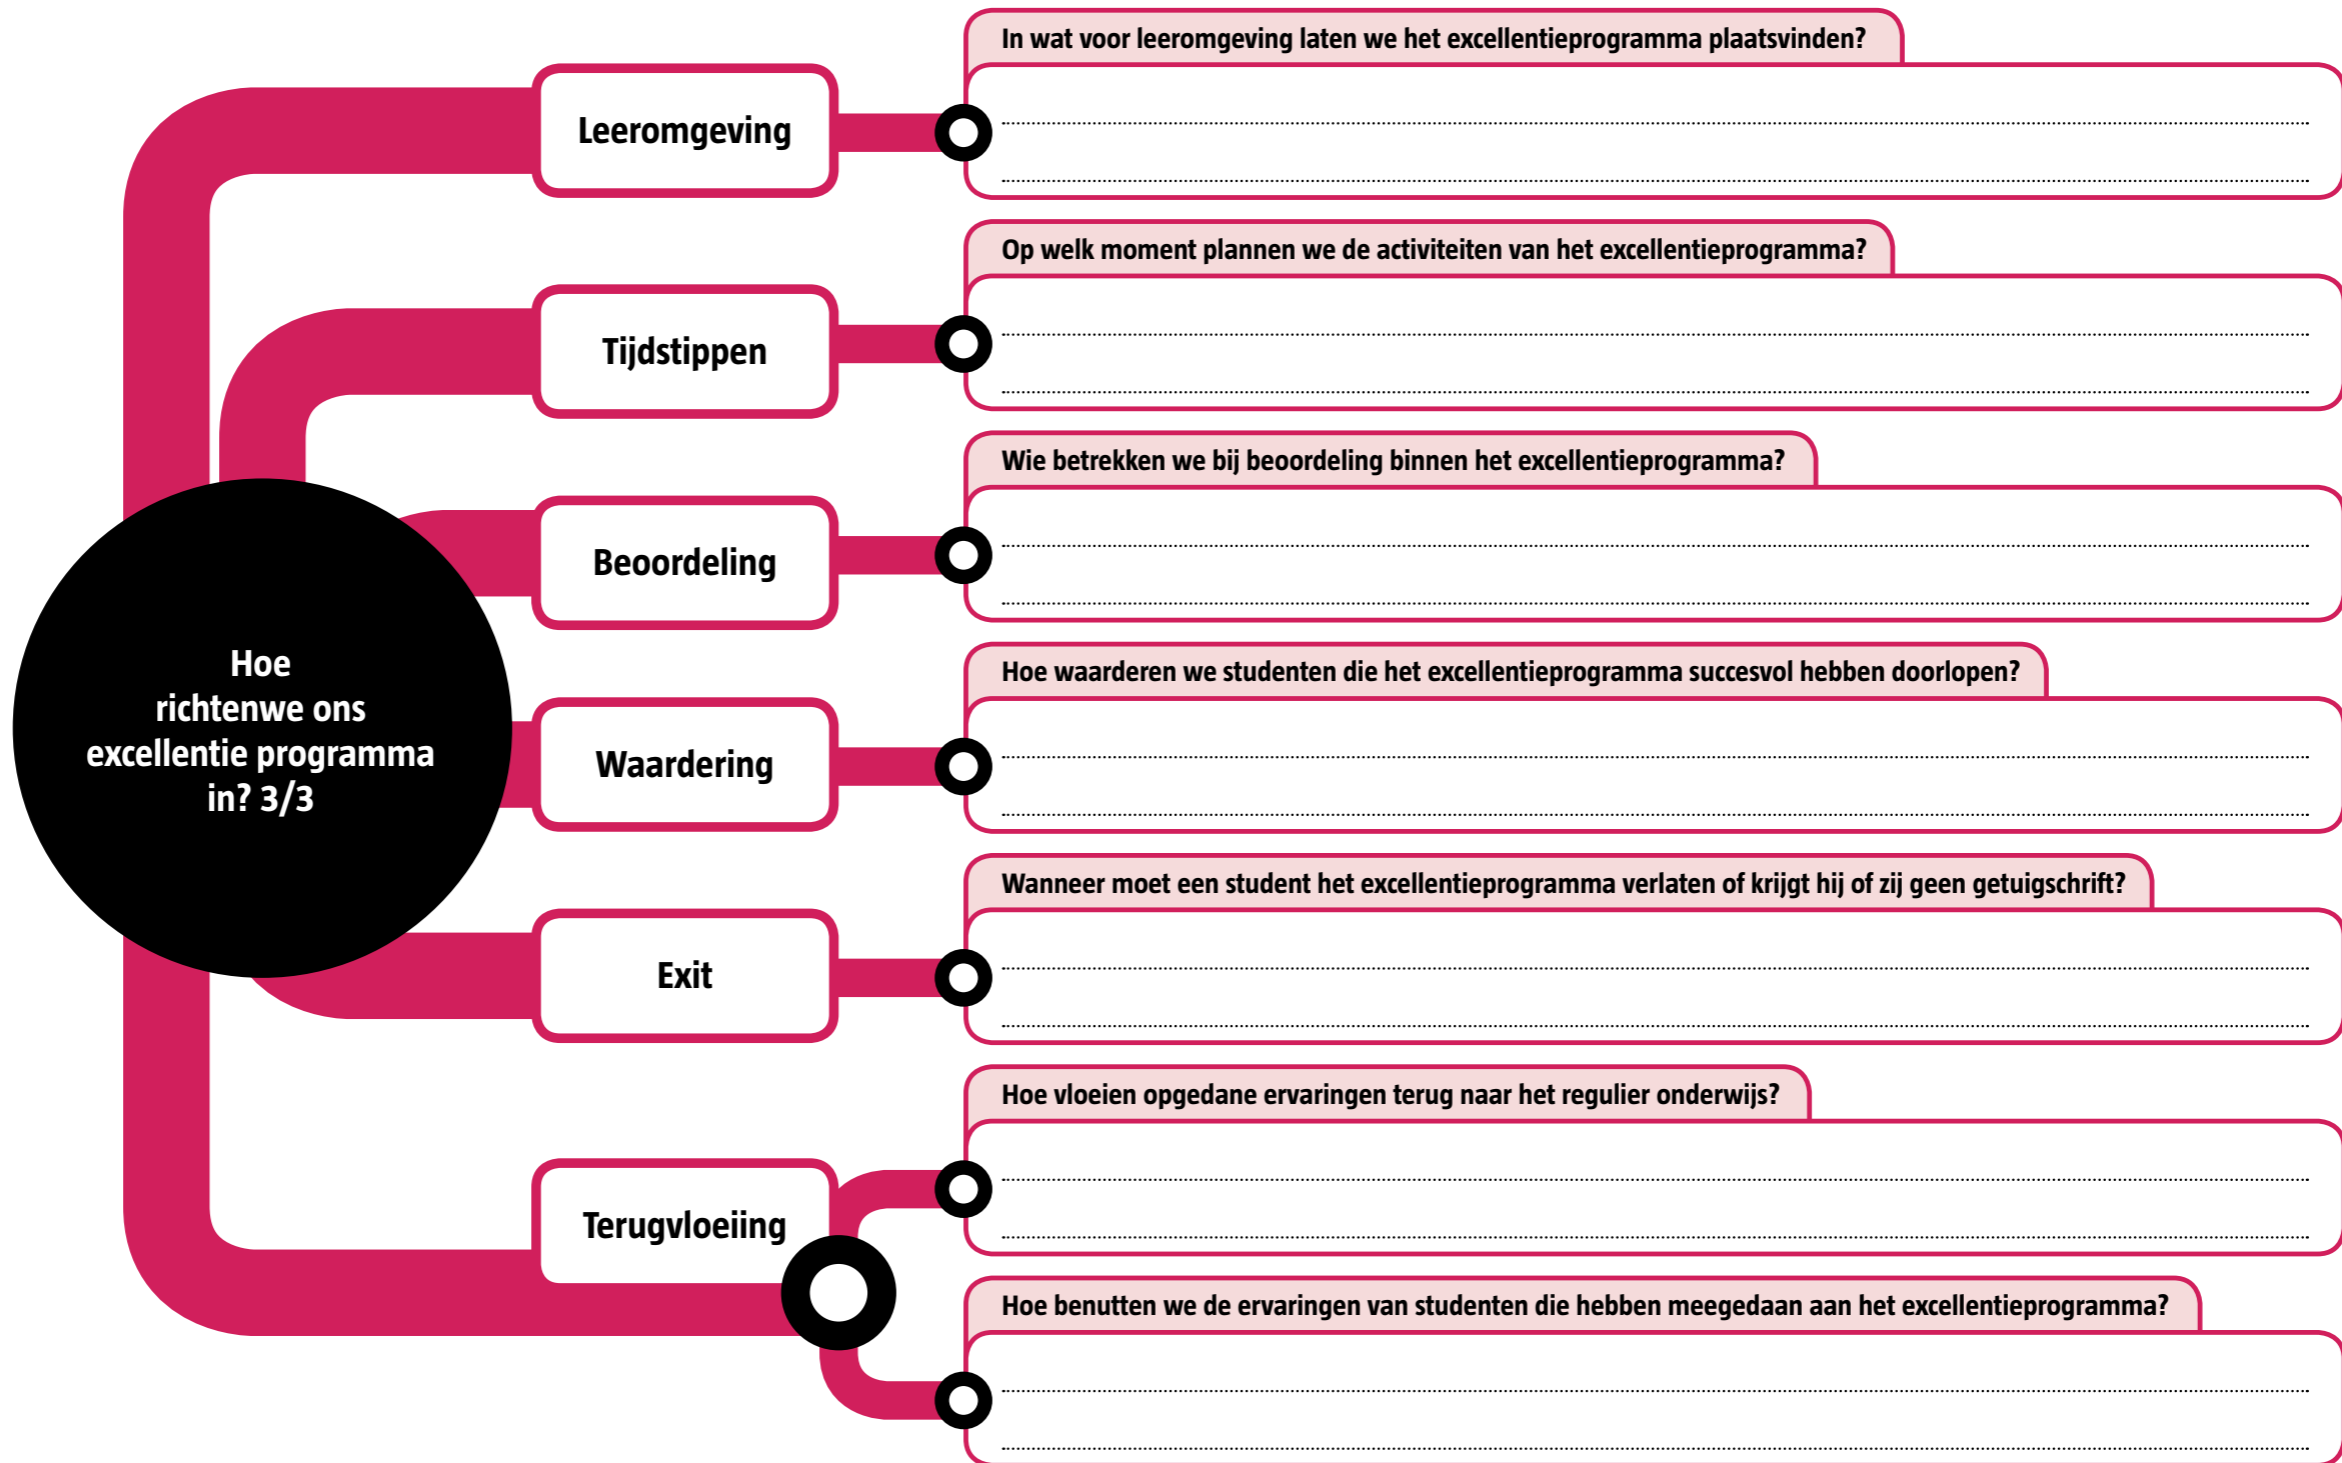 Hoe
richtenwe ons
excellentie programma
in? 3/3
Leeromgeving
In wat voor leeromgeving laten we het excellentieprogramma plaatsvinden?
Tijdstippen
Op welk moment plannen we de activiteiten van het excellentieprogramma?
Beoordeling
Wie betrekken we bij beoordeling binnen het excellentieprogramma?
Waardering
Hoe waarderen we studenten die het excellentieprogramma succesvol hebben doorlopen?
Exit
Wanneer moet een student het excellentieprogramma verlaten of krijgt hij of zij geen getuigschrift?
Terugvloeiing
Hoe vloeien opgedane ervaringen terug naar het regulier onderwijs?
Hoe benutten we de ervaringen van studenten die hebben meegedaan aan het excellentieprogramma?